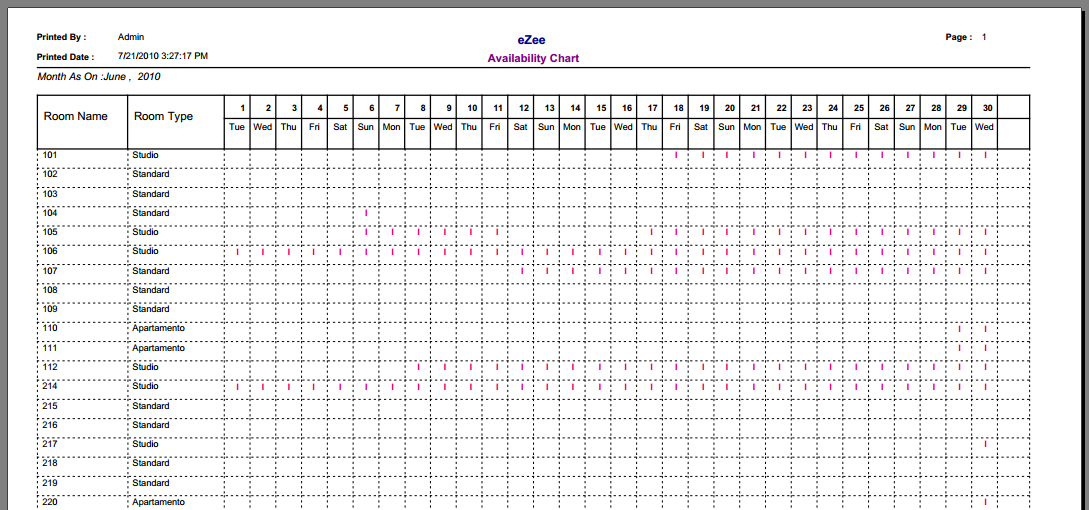 Printed By : Admin eZee Page : 1
Printed Date : 7/21/2010 3:27:17 PM Availability Chart
Month As On :June , 2010
Room Name Room Type 1 2 3 4 5 6 7 8 9 10 11 12 13 14 15 16 17 18 19 20 21 22 23 24 25 26 27 28 29 30
Tue Wed Thu Fri Sat Sun Mon Tue Wed Thu Fri Sat Sun Mon Tue Wed Thu Fri Sat Sun Mon Tue Wed Thu Fri Sat Sun Mon Tue Wed
101 Studio I I I I I I I I I I I I I
102 Standard
103 Standard
104 Standard I
105 Studio I I I I I I I I I I I I I I I I I I I I
106 Studio I I I I I I I I I I I I I I I I I I I I I I I I I I I I I I
107 Standard I I I I I I I I I I I I I I I I I I I
108 Standard
109 Standard
110 Apartamento I I
111 Apartamento I I
112 Studio I I I I I I I I I I I I I I I I I I I I I I I
214 Studio I I I I I I I I I I I I I I I I I I I I I I I I I I I I I I
215 Standard
216 Standard
217 Studio I
218 Standard
219 Standard
220 Apartamento I